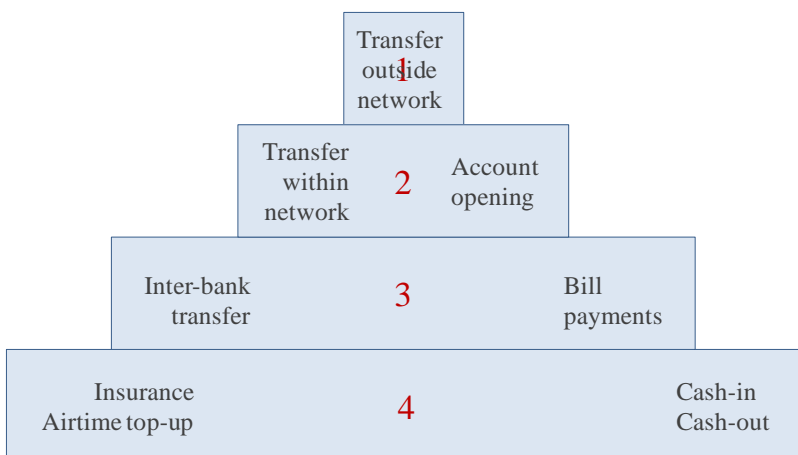 Transfer
outside
network
1
Transfer
within
network
2
Account
opening
Inter-bank
transfer
3
Bill
payments
Insurance
Airtime top-up
4
Cash-in
Cash-out